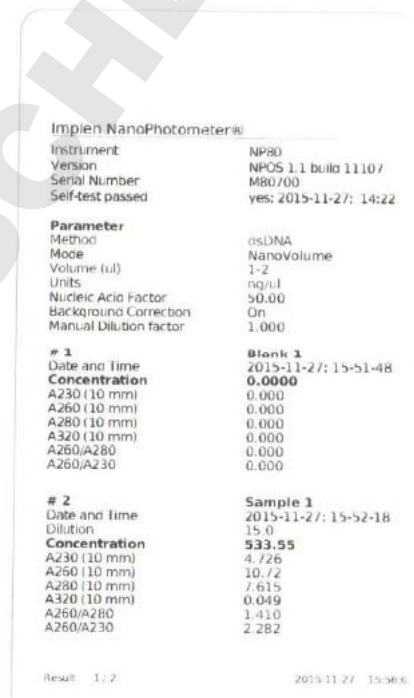 SCH
Implen NanoPhotometer®
Instrument NP80
Version NPOS 1.1 build 11107
Serial Number M80700
Self-test passed yes; 2015-11-27; 14:22
Parameter
Method dsDNA
Mode NanoVolume
Volume (ul) 1-2
Units ng/ul
Nucleic Acid Factor 50.00
Background Correction On
Manual Dilution factor 1.000
# 1 Blank 1
Date and Time 2015-11-27; 15-51-48
Concentration 0.0000
A230 (10 mm) 0.000
A260 (10 mm) 0.000
A280 (10 mm) 0.000
A320 (10 mm) 0.000
A260/A280 0.000
A260/A230 0.000
# 2 Sample 1
Date and Time 2015-11-27; 15-52-18
Dilution 15.0
Concentration 533.55
A230 (10 mm) 4.726
A260 (10 mm) 10.72
A280 (10 mm) 7.615
A320 (10 mm) 0.049
A260/A280 1.410
A260/A230 2.282
Result 1 / 2 2015-11-27